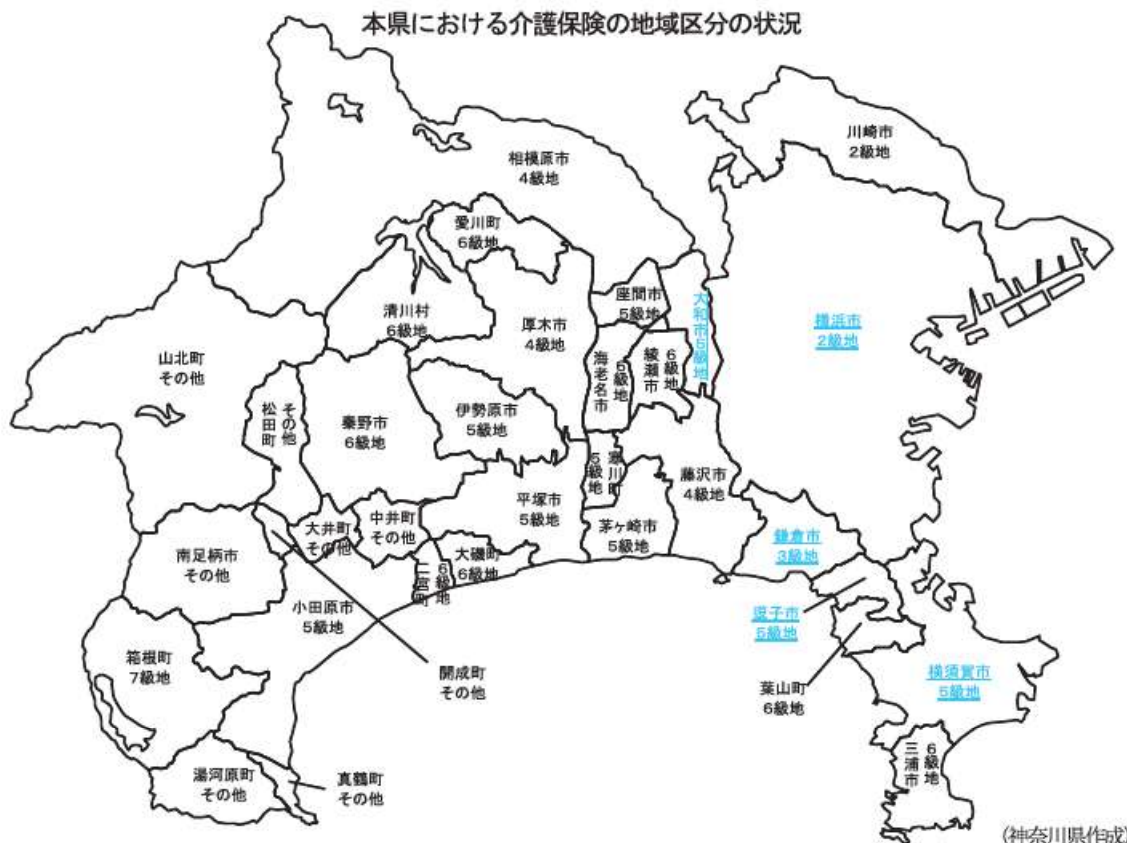 本県における介護保険の地域区分の状況
川崎市
2級地
相模原市
4級地
愛川町
6級地
座間市
5級地
大和市5級地
横浜市
2級地
清川村
6級地
厚木市
4級地
山北町
その他
海老名市
6級地
綾瀬市
6級地
松田町
その他
秦野市
6級地
伊勢原市
5級地
寒川町
5級地
藤沢市
4級地
平塚市
5級地
茅ヶ崎市
5級地
大井町
その他
中井町
その他
鎌倉市
3級地
南足柄市
その他
二宮町
6級地
大磯町
6級地
小田原市
5級地
逗子市
5級地
箱根町
7級地
開成町
その他
葉山町
6級地
横須賀市
5級地
湯河原町
その他
真鶴町
その他
三浦市
6級地
(神奈川県作成)